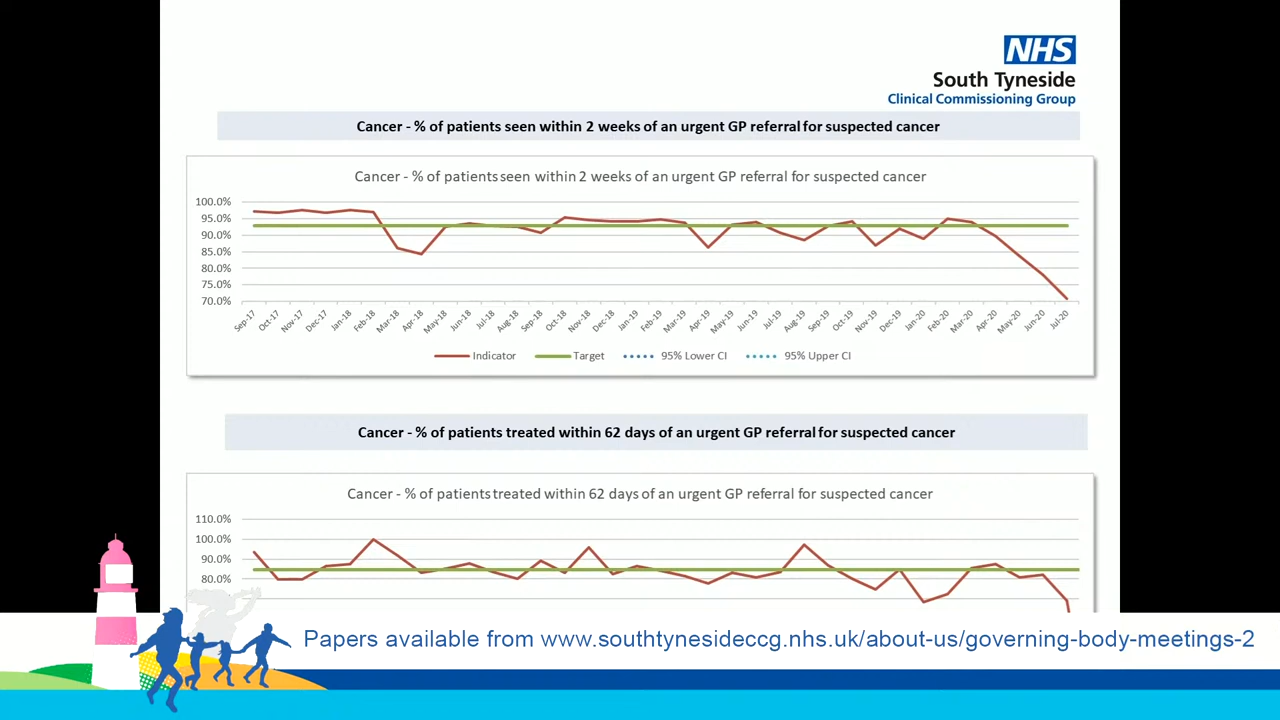 NHS
South Tyneside
Clinical Commissioning Group
Cancer - % of patients seen within 2 weeks of an urgent GP referral for suspected cancer
Cancer - % of patients seen within 2 weeks of an urgent GP referral for suspected cancer
100.0%
95.0%
90.0%
85.0%
80.0%
75.0%
70.0%
Sep-17 Oct-17 Nov-17 Dec-17 Jan-18 Feb-18 Mar-18 Apr-18 May-18 Jun-18 Jul-18 Aug-18 Sep-18 Oct-18 Nov-18 Dec-18 Jan-19 Feb-19 Mar-19 Apr-19 May-19 Jun-19 Jul-19 Aug-19 Sep-19 Oct-19 Nov-19 Dec-19 Jan-20 Feb-20 Mar-20 Apr-20 May-20 Jun-20 Jul-20
Indicator Target 95% Lower CI 95% Upper CI
Cancer - % of patients treated within 62 days of an urgent GP referral for suspected cancer
Cancer - % of patients treated within 62 days of an urgent GP referral for suspected cancer
110.0%
100.0%
90.0%
80.0%
Papers available from www.southtynesideccg.nhs.uk/about-us/governing-body-meetings-2